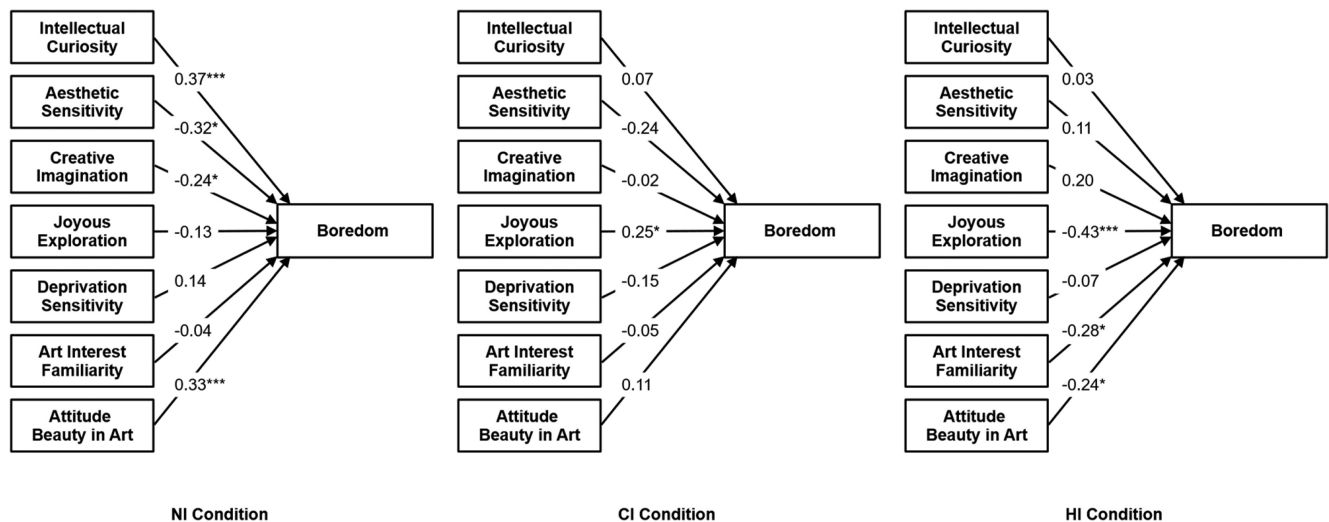 Intellectual
Curiosity
0.37***
Aesthetic
Sensitivity
-0.32*
Creative
Imagination
-0.24*
Joyous
Exploration
-0.13
Boredom
Deprivation
Sensitivity
0.14
Art Interest
Familiarity
-0.04
Attitude
Beauty in Art
0.33***
NI Condition
Intellectual
Curiosity
0.07
Aesthetic
Sensitivity
-0.24
Creative
Imagination
-0.02
Joyous
Exploration
0.25*
Boredom
Deprivation
Sensitivity
-0.15
Art Interest
Familiarity
-0.05
Attitude
Beauty in Art
0.11
CI Condition
Intellectual
Curiosity
0.03
Aesthetic
Sensitivity
0.11
Creative
Imagination
0.20
Joyous
Exploration
-0.43***
Boredom
Deprivation
Sensitivity
-0.07
Art Interest
Familiarity
-0.28*
Attitude
Beauty in Art
-0.24*
HI Condition